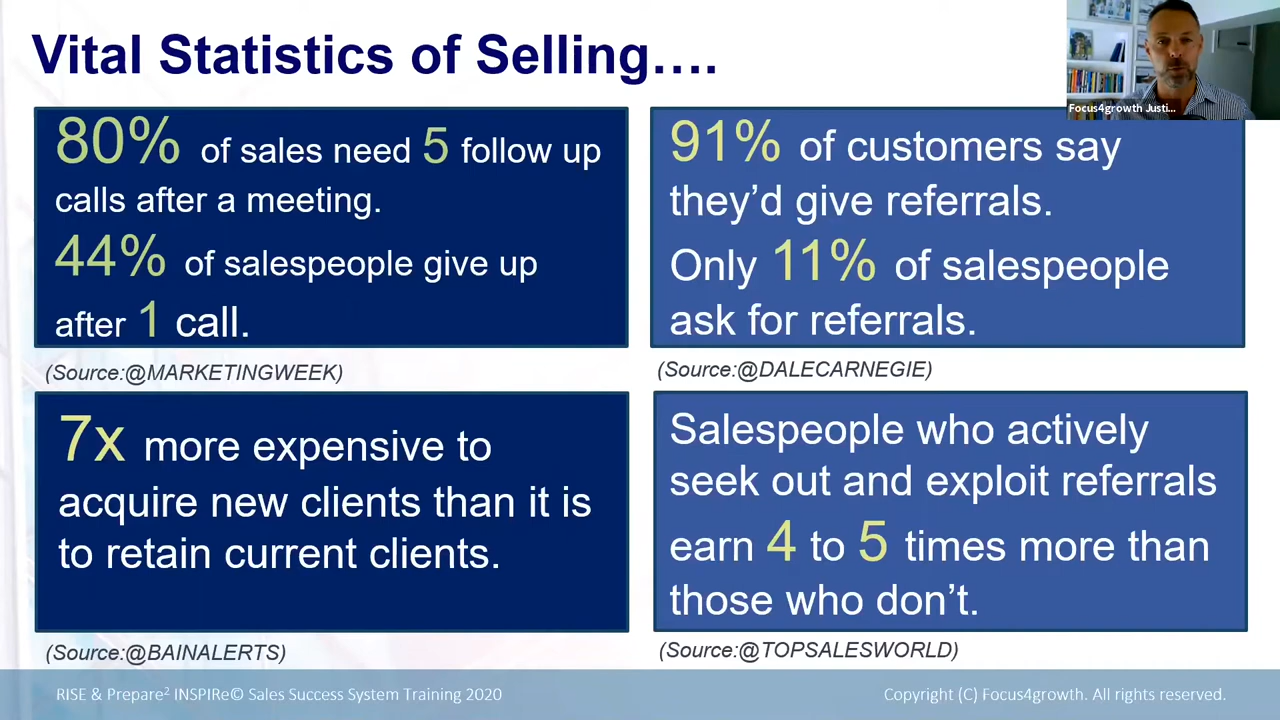 Vital Statistics of Selling....
Focus4growth Justi...
80% of sales need 5 follow up
calls after a meeting.
44% of salespeople give up
after 1 call.
(Source:@MARKETINGWEEK)
91% of customers say
they’d give referrals.
Only 11% of salespeople
ask for referrals.
(Source:@DALECARNEGIE)
7x more expensive to
acquire new clients than it is
to retain current clients.
(Source:@BAINALERTS)
Salespeople who actively
seek out and exploit referrals
earn 4 to 5 times more than
those who don’t.
(Source:@TOPSALESWORLD)
RISE & Prepare² INSPIRe© Sales Success System Training 2020
Copyright (C) Focus4growth. All rights reserved.